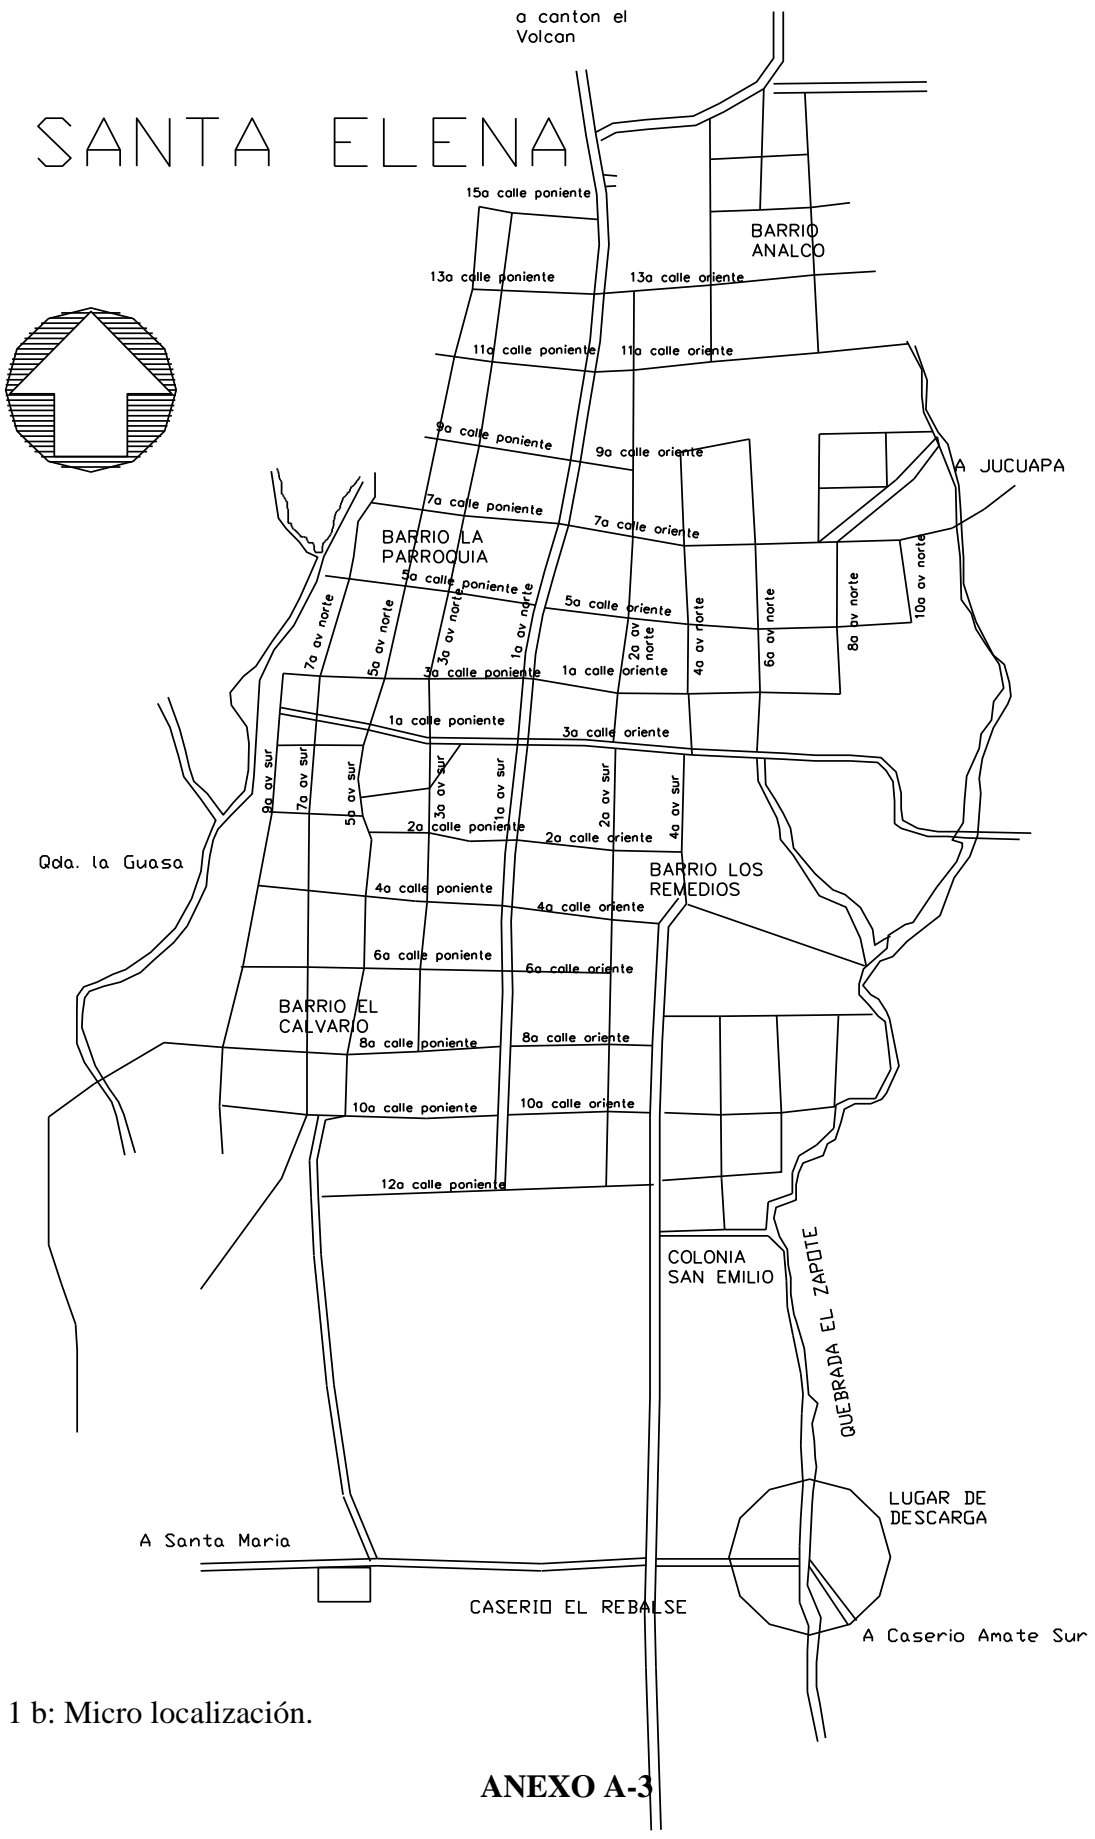 a canton el
Volcan
SANTA ELENA
15a calle poniente
BARRIO
ANALCO
13a calle poniente
13a calle oriente
11a calle poniente
11a calle oriente
9a calle poniente
9a calle oriente
A JUCUAPA
7a calle poniente
7a calle oriente
BARRIO LA
PARROQUIA
5a calle poniente
5a calle oriente
7a av norte
5a av norte
3a av norte
1a av norte
2a av
norte
4a av norte
6a av norte
8a av norte
10a av norte
3a calle poniente
1a calle oriente
1a calle poniente
3a calle oriente
9a av sur
7a av sur
5a av sur
3a av sur
1a av sur
2a av sur
4a av sur
2a calle poniente
2a calle oriente
Qda. la Guasa
BARRIO LOS
REMEDIOS
4a calle poniente
4a calle oriente
6a calle poniente
6a calle oriente
BARRIO EL
CALVARIO
8a calle poniente
8a calle oriente
10a calle poniente
10a calle oriente
12a calle poniente
COLONIA
SAN EMILIO
QUEBRADA EL ZAPOTE
LUGAR DE
DESCARGA
A Santa Maria
CASERIO EL REBALSE
A Caserio Amate Sur
1 b: Micro localización.
ANEXO A-3